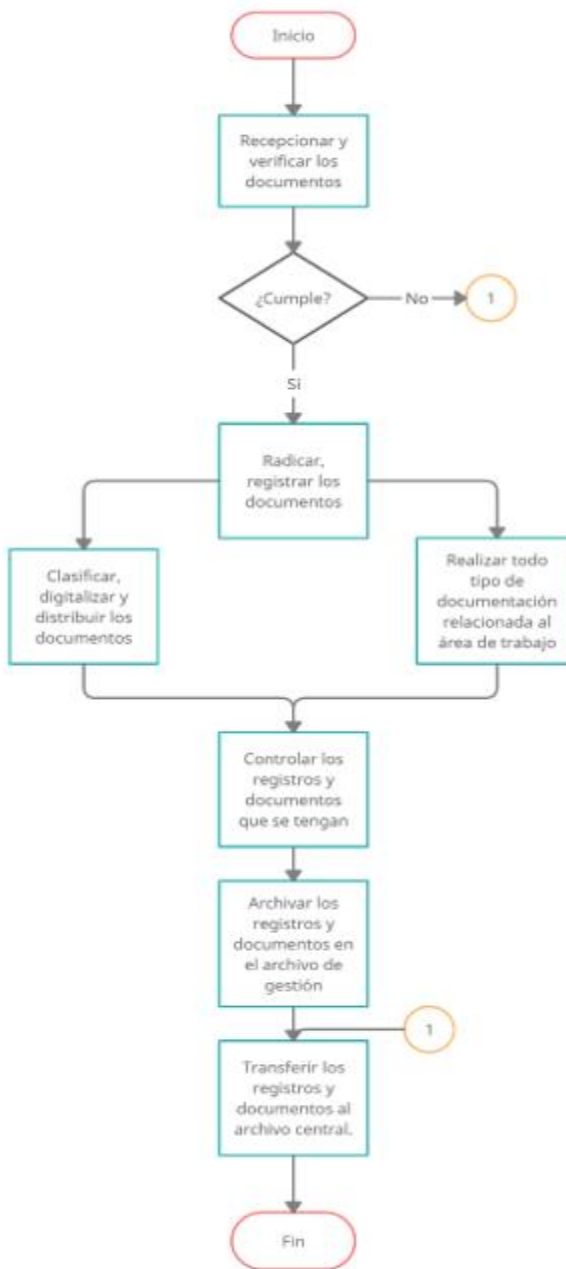 Inicio
Recepcionar y
verificar los
documentos
¿Cumple?
No
1
Si
Radicar,
registrar los
documentos
Clasificar,
digitalizar y
distribuir los
documentos
Realizar todo
tipo de
documentación
relacionada al
área de trabajo
Controlar los
registros y
documentos
que se tengan
Archivar los
registros y
documentos en
el archivo de
gestión
1
Transferir los
registros y
documentos al
archivo central.
Fin